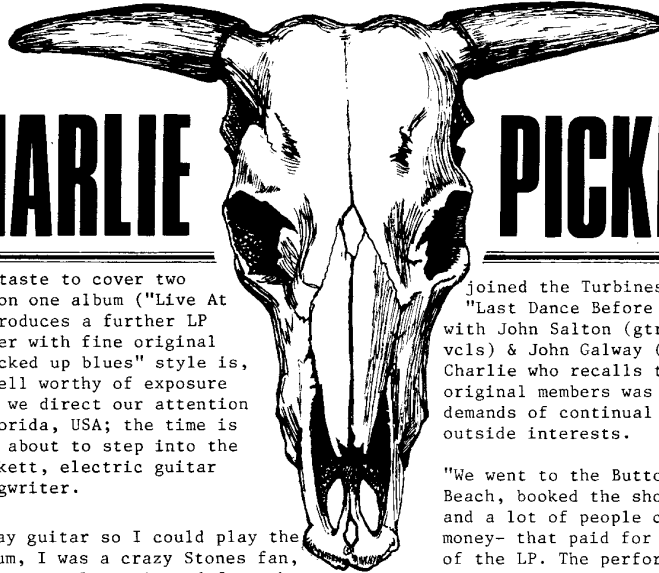 HARLIE PICK
taste to cover two
on one album ("Live At
roduces a further LP
er with fine original
cked up blues" style is,
ell worthy of exposure
we direct our attention
orida, USA; the time is
about to step into the
kett, electric guitar
gwriter.
ay guitar so I could play the
um, I was a crazy Stones fan,
joined the Turbines
"Last Dance Before
with John Salton (gtr
vcls) & John Galway (
Charlie who recalls t
original members was
demands of continual
outside interests.
"We went to the Butto
Beach, booked the sho
and a lot of people c
money- that paid for
of the LP. The perfor